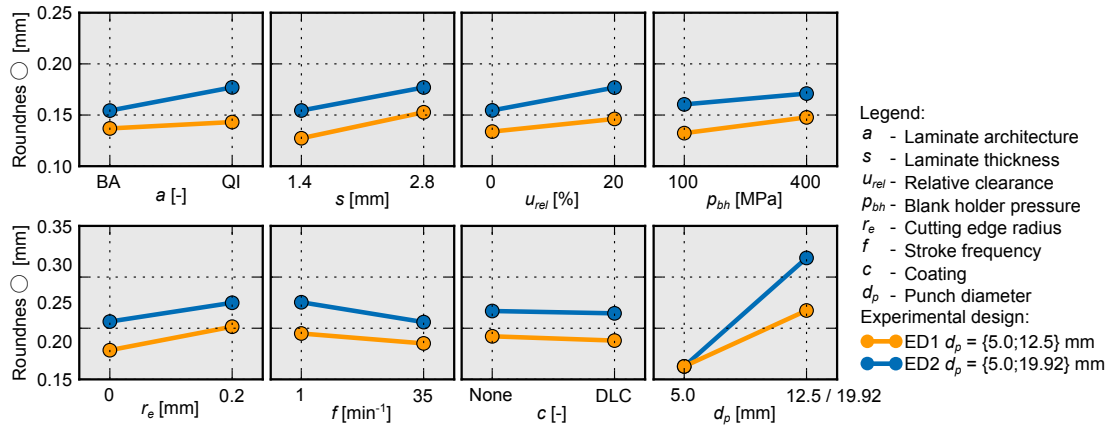 Roundnes ○ [mm]
0.25
0.20
0.15
0.10
BA QI
a [-]
1.4 2.8
s [mm]
0 20
u_rel [%]
100 400
p_bh [MPa]
Roundnes ○ [mm]
0.35
0.30
0.25
0.20
0.15
0 0.2
r_e [mm]
1 35
f [min⁻¹]
None DLC
c [-]
5.0 12.5 / 19.92
d_p [mm]
Legend:
a - Laminate architecture
s - Laminate thickness
u_rel - Relative clearance
p_bh - Blank holder pressure
r_e - Cutting edge radius
f - Stroke frequency
c - Coating
d_p - Punch diameter
Experimental design:
ED1 d_p = {5.0;12.5} mm
ED2 d_p = {5.0;19.92} mm